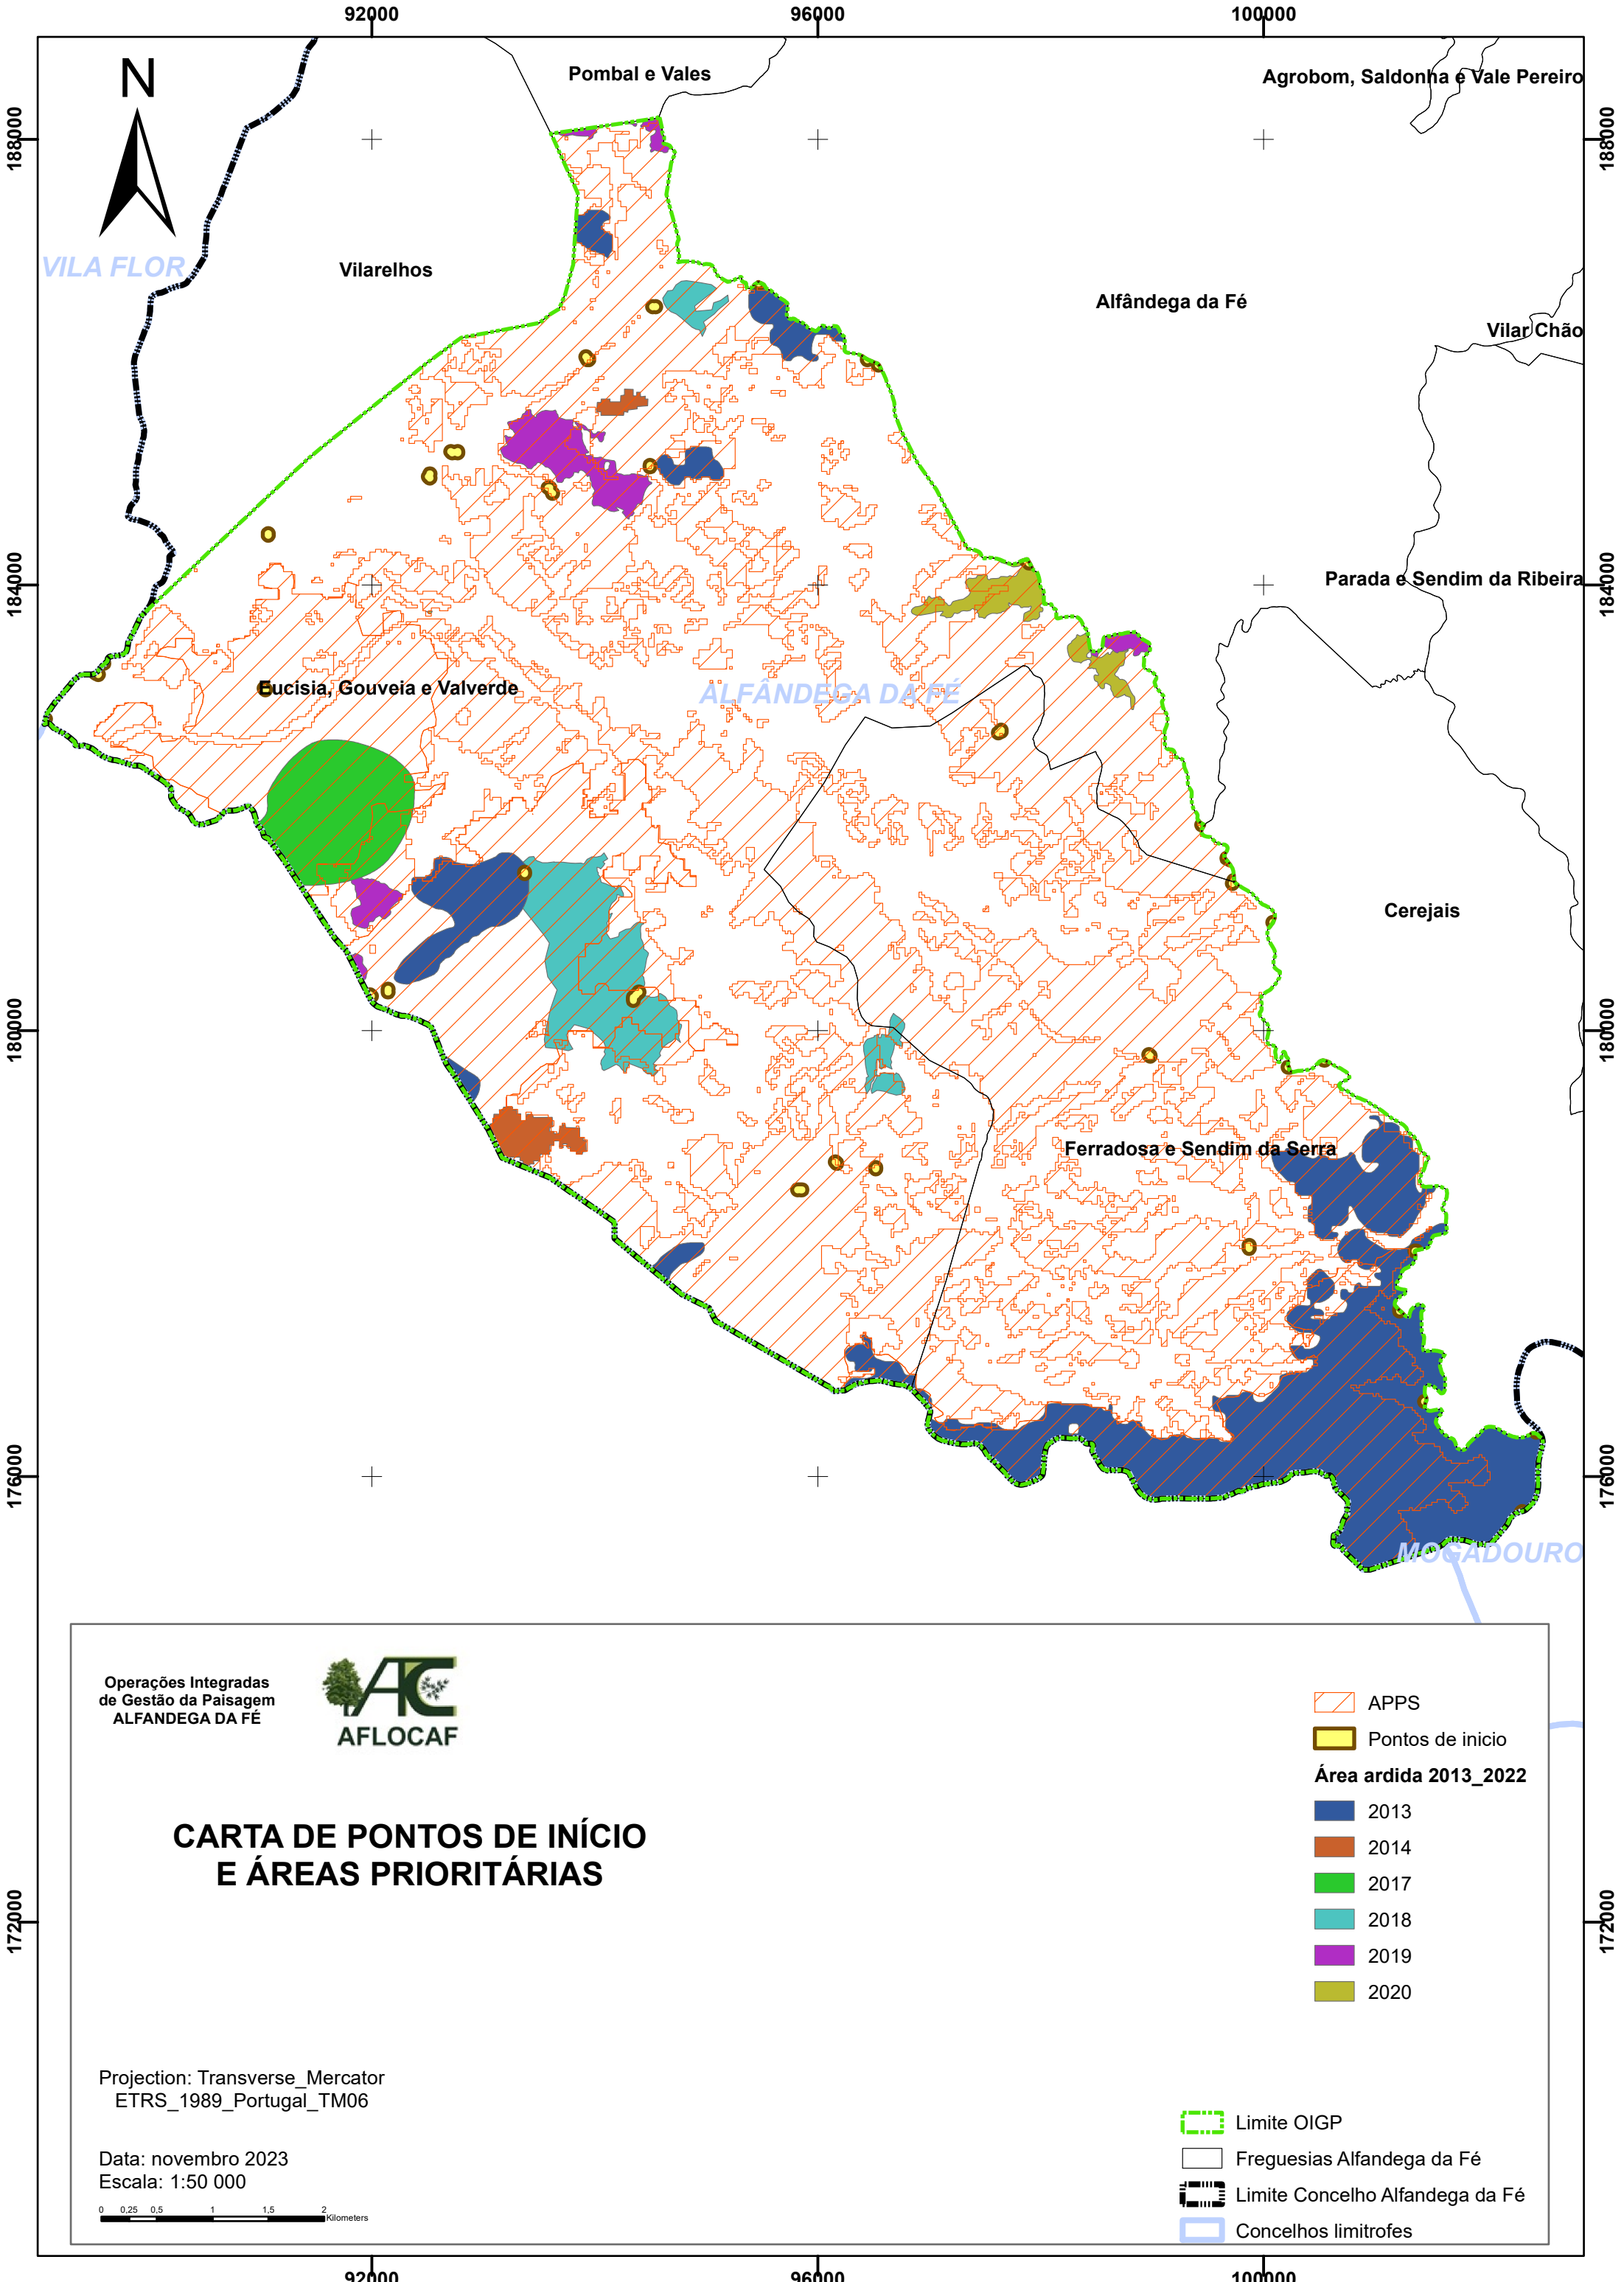 92000
96000
100000
N
Pombal e Vales
Agrobom, Saldonha e Vale Pereiro
188000
188000
VILA FLOR
Vilarelhos
Alfândega da Fé
Vilar Chão
184000
184000
Parada e Sendim da Ribeira
Eucisia, Gouveia e Valverde
ALFÂNDEGA DA FÉ
Cerejais
180000
180000
Ferradosa e Sendim da Serra
176000
176000
MOGADOURO
Operações Integradas
de Gestão da Paisagem
ALFANDEGA DA FÉ
AFLOCAF
CARTA DE PONTOS DE INÍCIO
E ÁREAS PRIORITÁRIAS
APPS
Pontos de inicio
Área ardida 2013_2022
2013
2014
2017
2018
2019
2020
172000
172000
Projection: Transverse_Mercator
ETRS_1989_Portugal_TM06
Data: novembro 2023
Escala: 1:50 000
0 0,25 0,5 1 1,5 2
Kilometers
Limite OIGP
Freguesias Alfandega da Fé
Limite Concelho Alfandega da Fé
Concelhos limitrofes
92000
96000
100000